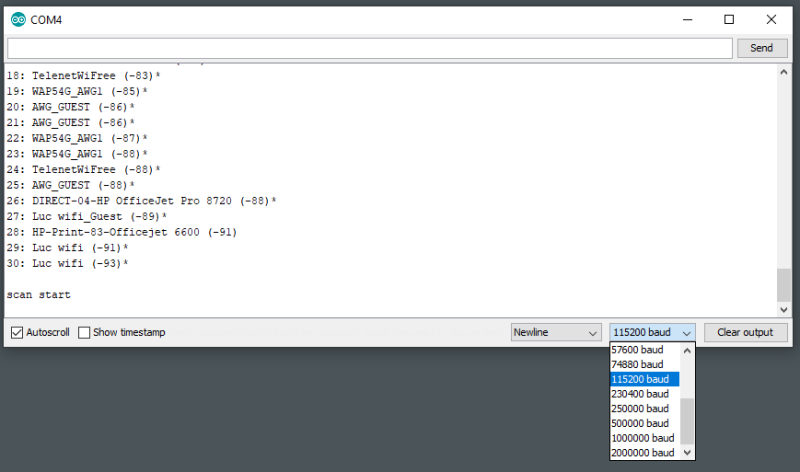 COM4
Send
18: TelenetWiFree (-83)*
19: WAP54G_AWG1 (-85)*
20: AWG_GUEST (-86)*
21: AWG_GUEST (-86)*
22: WAP54G_AWG1 (-87)*
23: WAP54G_AWG1 (-88)*
24: TelenetWiFree (-88)*
25: AWG_GUEST (-88)*
26: DIRECT-04-HP OfficeJet Pro 8720 (-88)*
27: Luc wifi_Guest (-89)*
28: HP-Print-83-Officejet 6600 (-91)
29: Luc wifi (-91)*
30: Luc wifi (-93)*
scan start
Autoscroll Show timestamp Newline 115200 baud Clear output
57600 baud
74880 baud
115200 baud
230400 baud
250000 baud
500000 baud
1000000 baud
2000000 baud